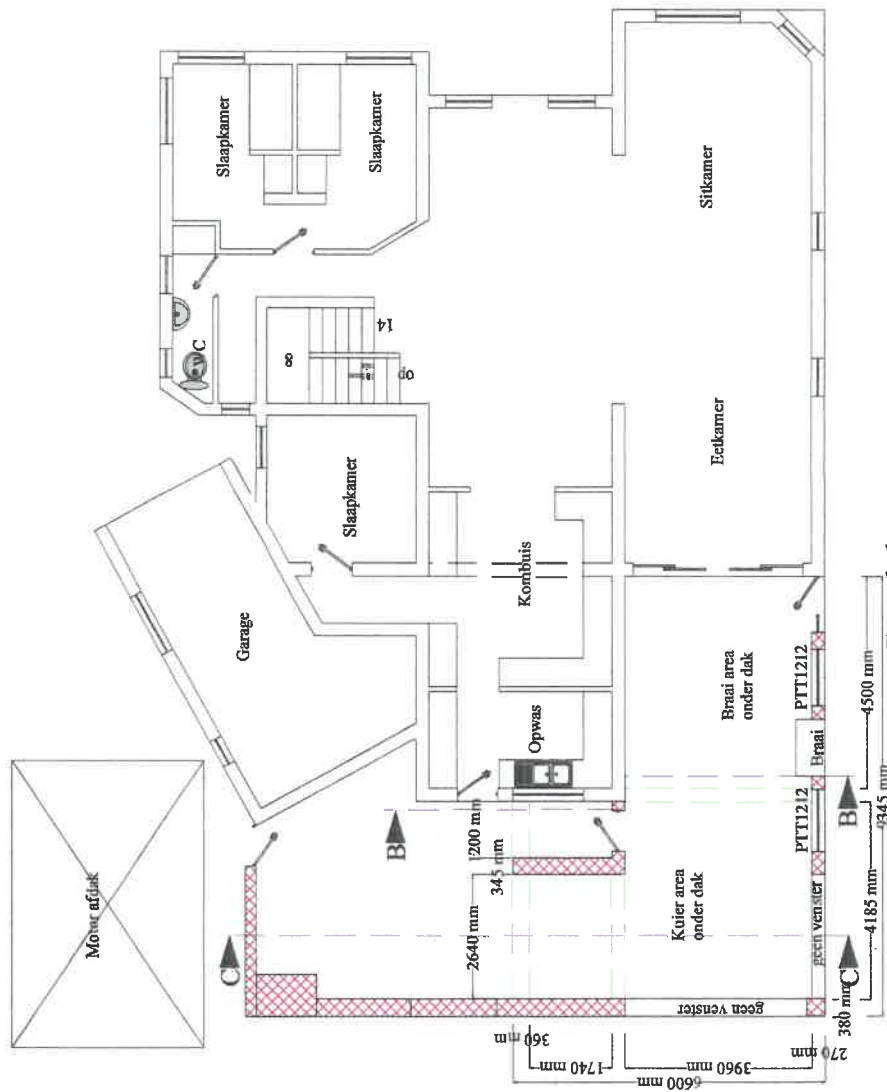 Slaapkamer
Slaapkamer
WC
14
8
op
Sitkamer
Eetkamer
Slaapkamer
Garage
Kombuis
Opwas
Motor afdak
Braai area
onder dak
Kuier area
onder dak
Braai
PTT1212
PTT1212
geen venster
geen venster
B
B
C
C
200 mm
345 mm
2640 mm
4500 mm
4185 mm
9345 mm
380 mm
360 mm
1740 mm
3960 mm
270 mm
6600 mm